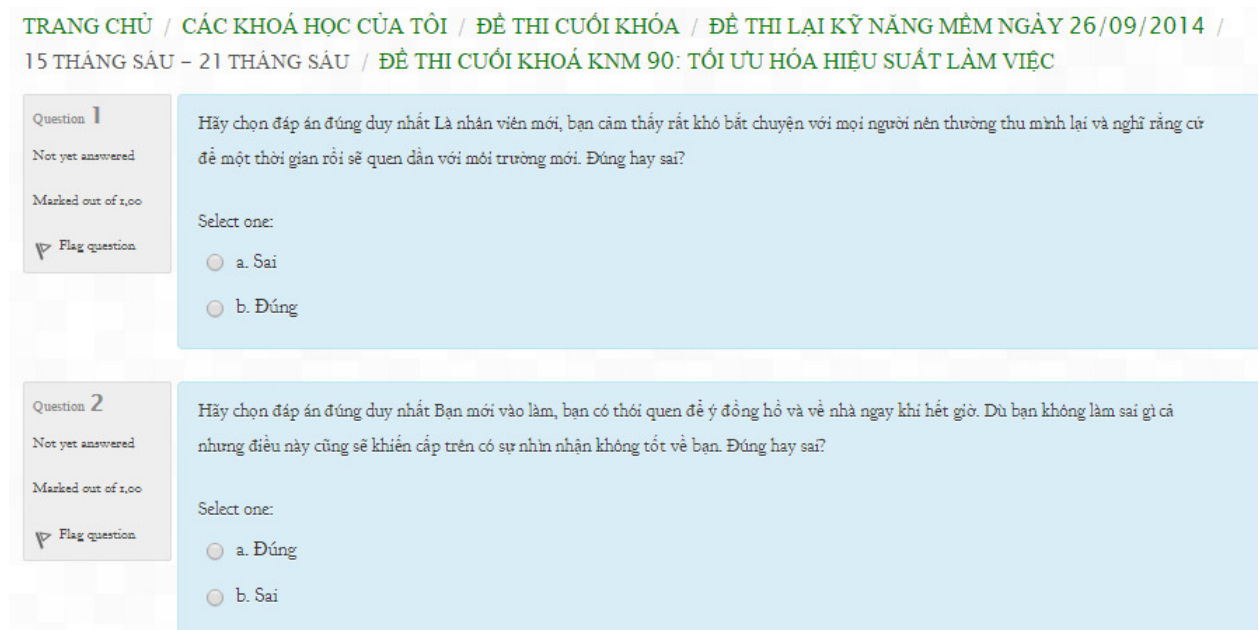 TRANG CHỦ / CÁC KHOÁ HỌC CỦA TÔI / ĐỀ THI CUỐI KHÓA / ĐỀ THI LẠI KỸ NĂNG MỀM NGÀY 26/09/2014 /
15 THÁNG SÁU – 21 THÁNG SÁU / ĐỀ THI CUỐI KHOÁ KNM 90: TỐI ƯU HÓA HIỆU SUẤT LÀM VIỆC
Question 1
Not yet answered
Marked out of 1,00
Flag question
Hãy chọn đáp án đúng duy nhất Là nhân viên mới, bạn cảm thấy rất khó bắt chuyện với mọi người nên thường thu mình lại và nghĩ rằng cứ
để một thời gian rồi sẽ quen dần với môi trường mới. Đúng hay sai?
Select one:
a. Sai
b. Đúng
Question 2
Not yet answered
Marked out of 1,00
Flag question
Hãy chọn đáp án đúng duy nhất Bạn mới vào làm, bạn có thói quen để ý đồng hồ và về nhà ngay khi hết giờ. Dù bạn không làm sai gì cả
nhưng điều này cũng sẽ khiến cấp trên có sự nhìn nhận không tốt về bạn. Đúng hay sai?
Select one:
a. Đúng
b. Sai